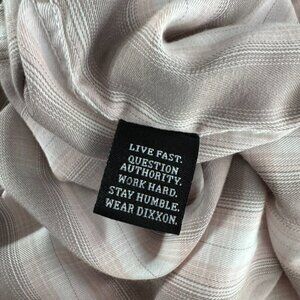 LIVE FAST.
QUESTION
AUTHORITY.
WORK HARD.
STAY HUMBLE.
WEAR DIXXON.